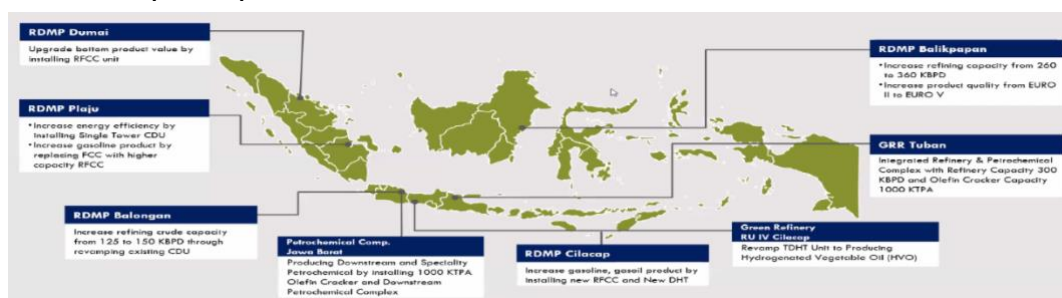 RDMP Dumai
Upgrade bottom product value by
installing RFCC unit
RDMP Plaju
•Increase energy efficiency by
Installing Single Tower CDU
•Increase gasoline product by
replacing FCC with higher
capacity RFCC
RDMP Balongan
Increase refining crude capacity
from 125 to 150 KBPD through
revamping existing CDU
Petrochemical Comp.
Jawa Barat
Producing Downstream and Speciality
Petrochemical by installing 1000 KTPA
Olefin Cracker and Downstream
Petrochemical Complex
RDMP Cilacap
Increase gasoline, gasoil product by
installing new RFCC and New DHT
Green Refinery
RU IV Cilacap
Revamp TDHT Unit to Producing
Hydrogenated Vegetable Oil (HVO)
GRR Tuban
Integrated Refinery & Petrochemical
Complex with Refinery Capacity 300
KBPD and Olefin Cracker Capacity
1000 KTPA
RDMP Balikpapan
•Increase refining capacity from 260
to 360 KBPD
•Increase product quality from EURO
II to EURO V